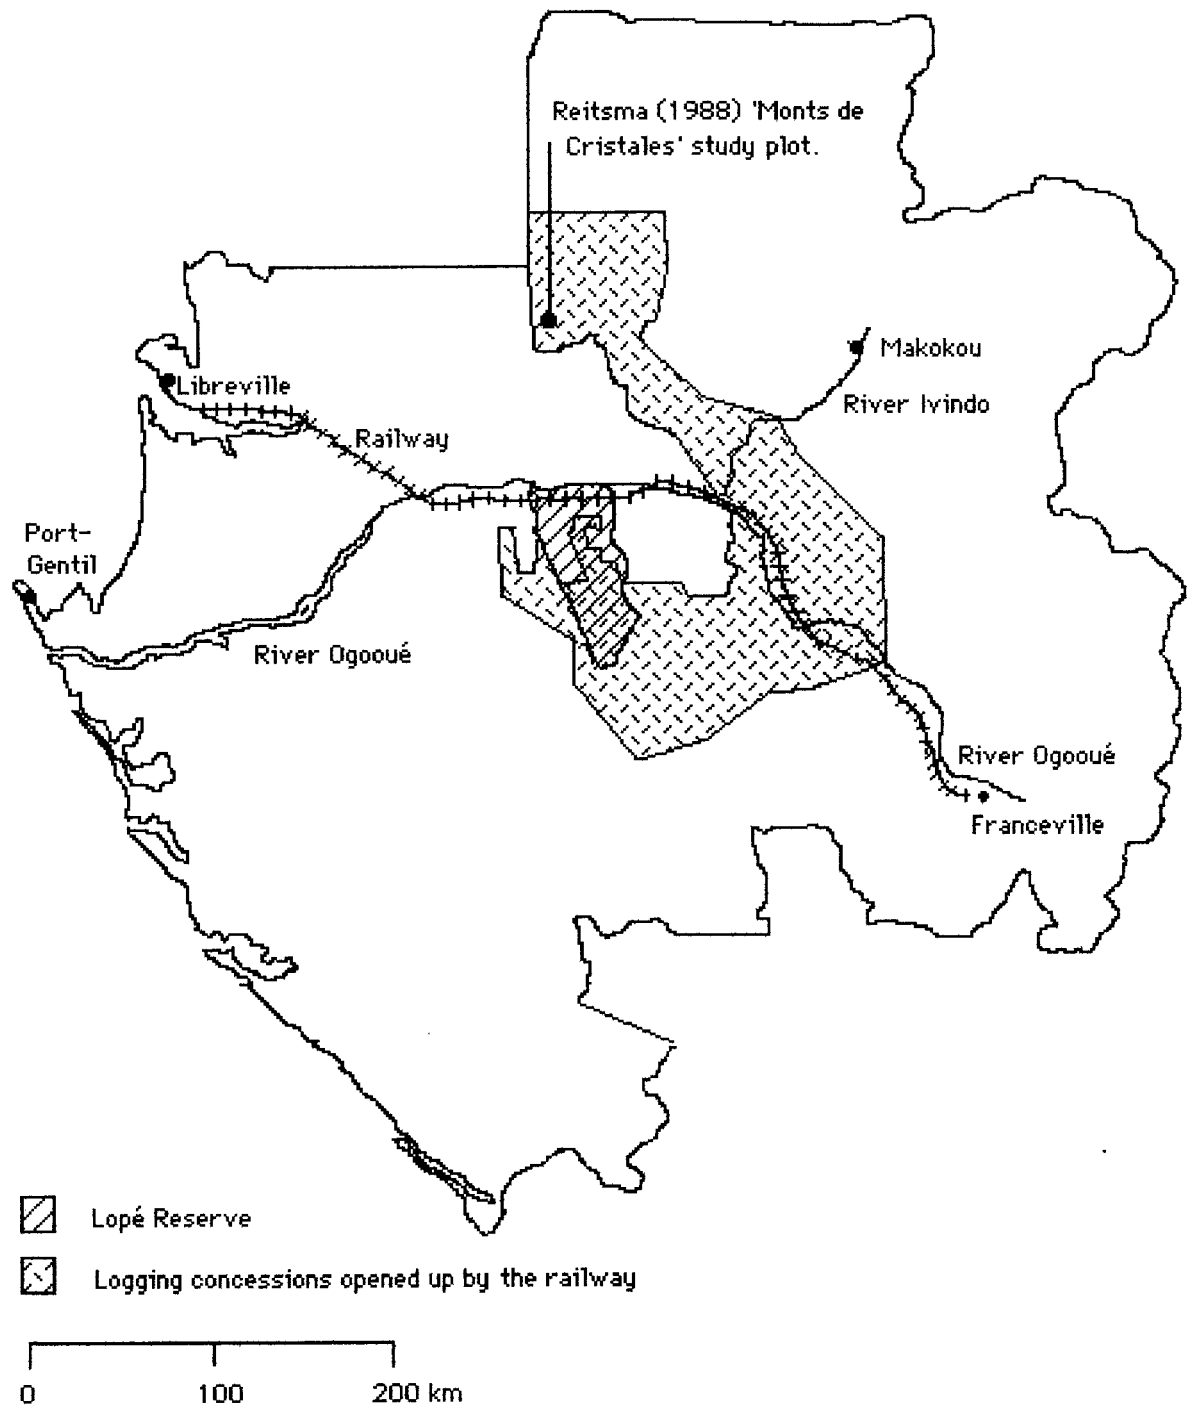 Reitsma (1988) 'Monts de
Cristales' study plot.
Makokou
River Ivindo
Libreville
Railway
Port-
Gentil
River Ogooué
River Ogooué
Franceville
Lopé Reserve
Logging concessions opened up by the railway
0 100 200 km